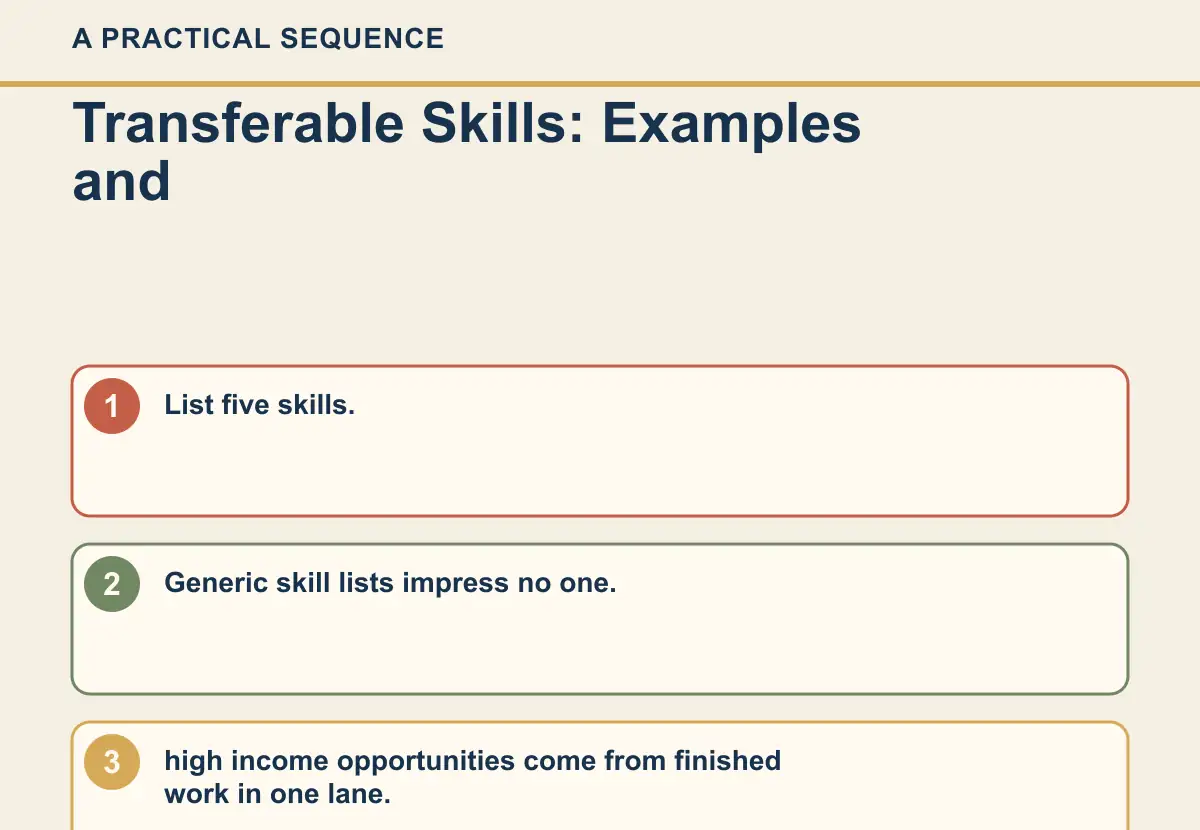 A PRACTICAL SEQUENCE
Transferable Skills: Examples
and
1
List five skills.
2
Generic skill lists impress no one.
3
high income opportunities come from finished
work in one lane.